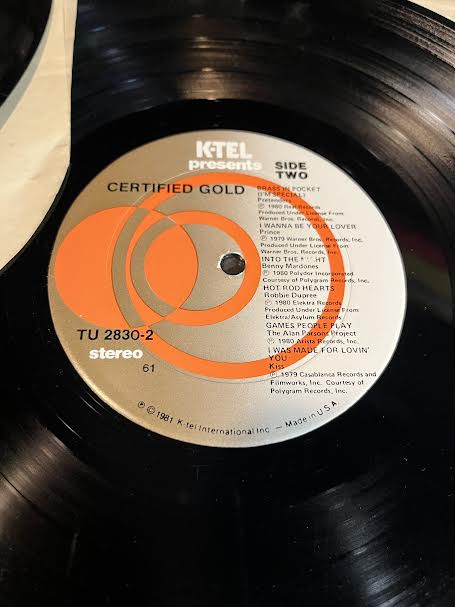 K-TEL
presents
SIDE
TWO
CERTIFIED GOLD
BRASS IN POCKET
(I'M SPECIAL)
Pretenders
℗ 1980 Real Records
Produced Under License From
Warner Bros. Records, Inc.
I WANNA BE YOUR LOVER
Prince
℗ 1979 Warner Bros. Records, Inc.
Produced Under License From
Warner Bros. Records, Inc.
INTO THE
Benny Mardones
℗ 1980 Polydor Incorporated
Courtesy of Polygram Records, Inc.
HOT ROD HEARTS
Robbie Dupree
℗ 1980 Elektra Records
Produced Under License From
Elektra/Asylum Records
GAMES PEOPLE PLAY
The Alan Parsons Project
℗ 1980 Arista Records, Inc.
I WAS MADE FOR LOVIN'
YOU
Kiss
℗ 1979 Casablanca Records and
Filmworks, Inc. Courtesy of
Polygram Records, Inc.
TU 2830-2
stereo
61
℗ ©1981 K-tel International Inc. — Made in U.S.A.